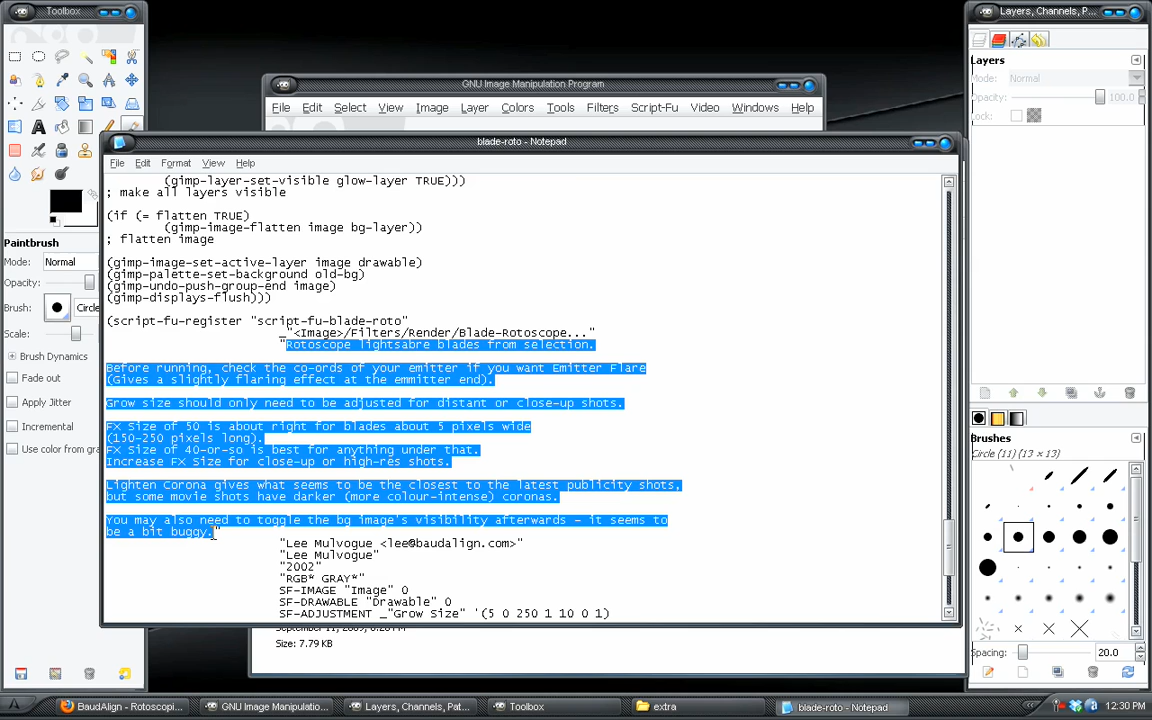 Toolbox
Mode: Normal
Paintbrush
Opacity:
Brush: Circle
Scale:
Brush Dynamics
Fade out
Apply Jitter
Incremental
Use color from gra
GNU Image Manipulation Program
File Edit Select View Image Layer Colors Tools Filters Script-Fu Video Windows Help
blade-roto - Notepad
File Edit Format View Help
(gimp-layer-set-visible glow-layer TRUE)))
; make all layers visible
(if (= flatten TRUE)
(gimp-image-flatten image bg-layer))
; flatten image
(gimp-image-set-active-layer image drawable)
(gimp-palette-set-background old-bg)
(gimp-undo-push-group-end image)
(gimp-displays-flush)))
(script-fu-register "script-fu-blade-roto"
_"<Image>/Filters/Render/Blade-Rotoscope..."
"Rotoscope lightsabre blades from selection.
Before running, check the co-ords of your emitter if you want Emitter Flare
(Gives a slightly flaring effect at the emmitter end).
Grow size should only need to be adjusted for distant or close-up shots.
FX Size of 50 is about right for blades about 5 pixels wide
(150-250 pixels long).
FX Size of 40-or-so is best for anything under that.
Increase FX Size for close-up or high-res shots.
Lighten Corona gives what seems to be the closest to the latest publicity shots,
but some movie shots have darker (more colour-intense) coronas.
You may also need to toggle the bg image's visibility afterwards - it seems to
be a bit buggy."
"Lee Mulvogue <lee@baudalign.com>"
"Lee Mulvogue"
"2002"
"RGB* GRAY*"
SF-IMAGE "Image" 0
SF-DRAWABLE "Drawable" 0
SF-ADJUSTMENT _"Grow Size" '(5 0 250 1 10 0 1)
Size: 7.79 KB
Layers, Channels, P...
Layers
Mode: Normal
Opacity: 100.0
Lock:
Brushes
Circle (11) (13 × 13)
Spacing: 20.0
BaudAlign - Rotoscopi...
GNU Image Manipulatio...
Layers, Channels, Pat...
Toolbox
extra
blade-roto - Notepad
12:30 PM